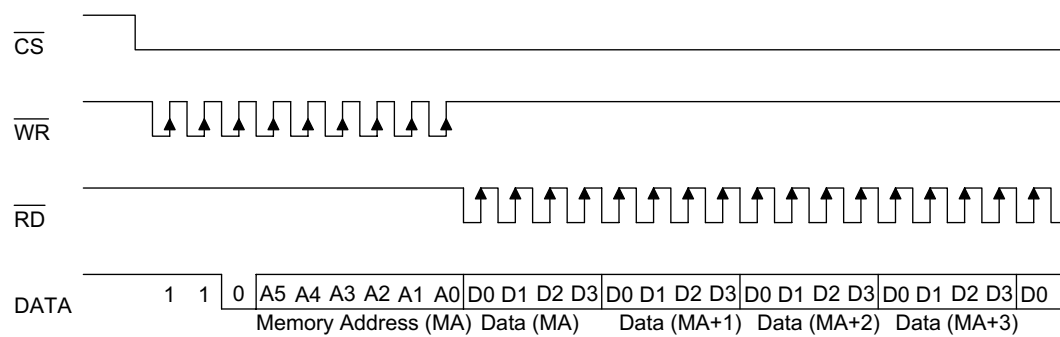 CS
WR
RD
DATA 1 1 0 A5 A4 A3 A2 A1 A0 D0 D1 D2 D3 D0 D1 D2 D3 D0 D1 D2 D3 D0 D1 D2 D3 D0
Memory Address (MA) Data (MA) Data (MA+1) Data (MA+2) Data (MA+3)